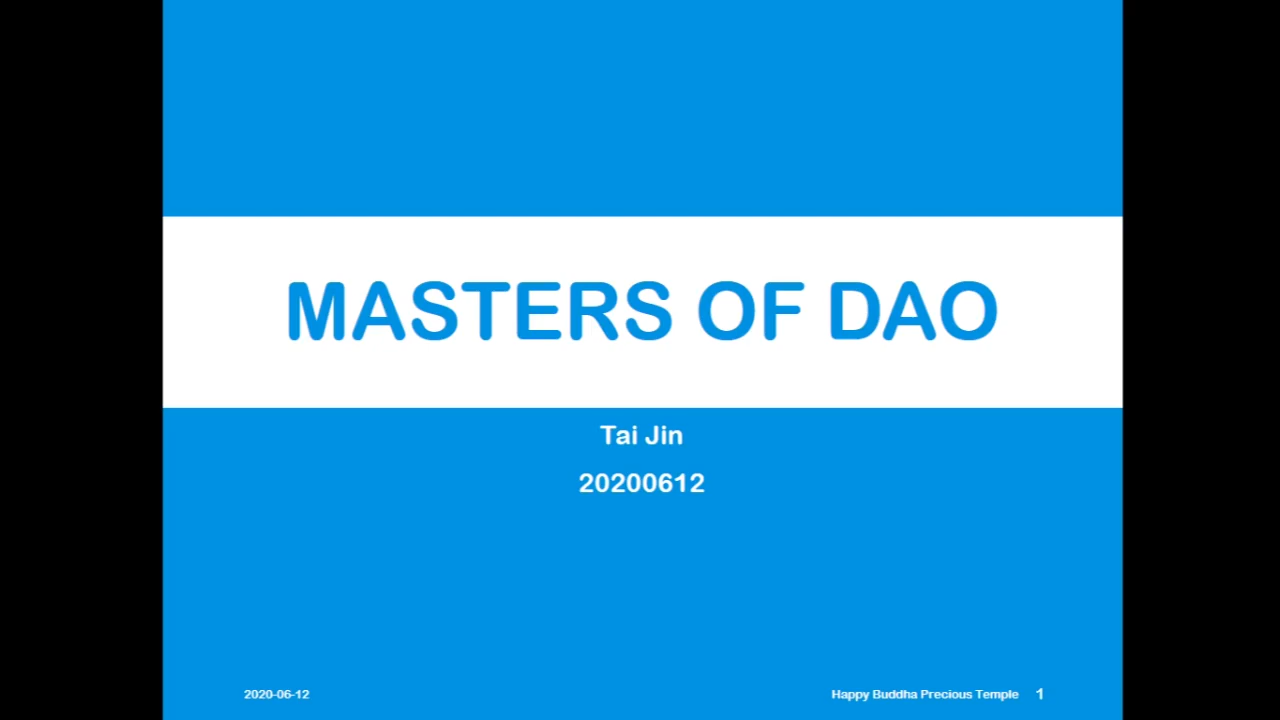 MASTERS OF DAO
Tai Jin
20200612
2020-06-12
Happy Buddha Precious Temple 1